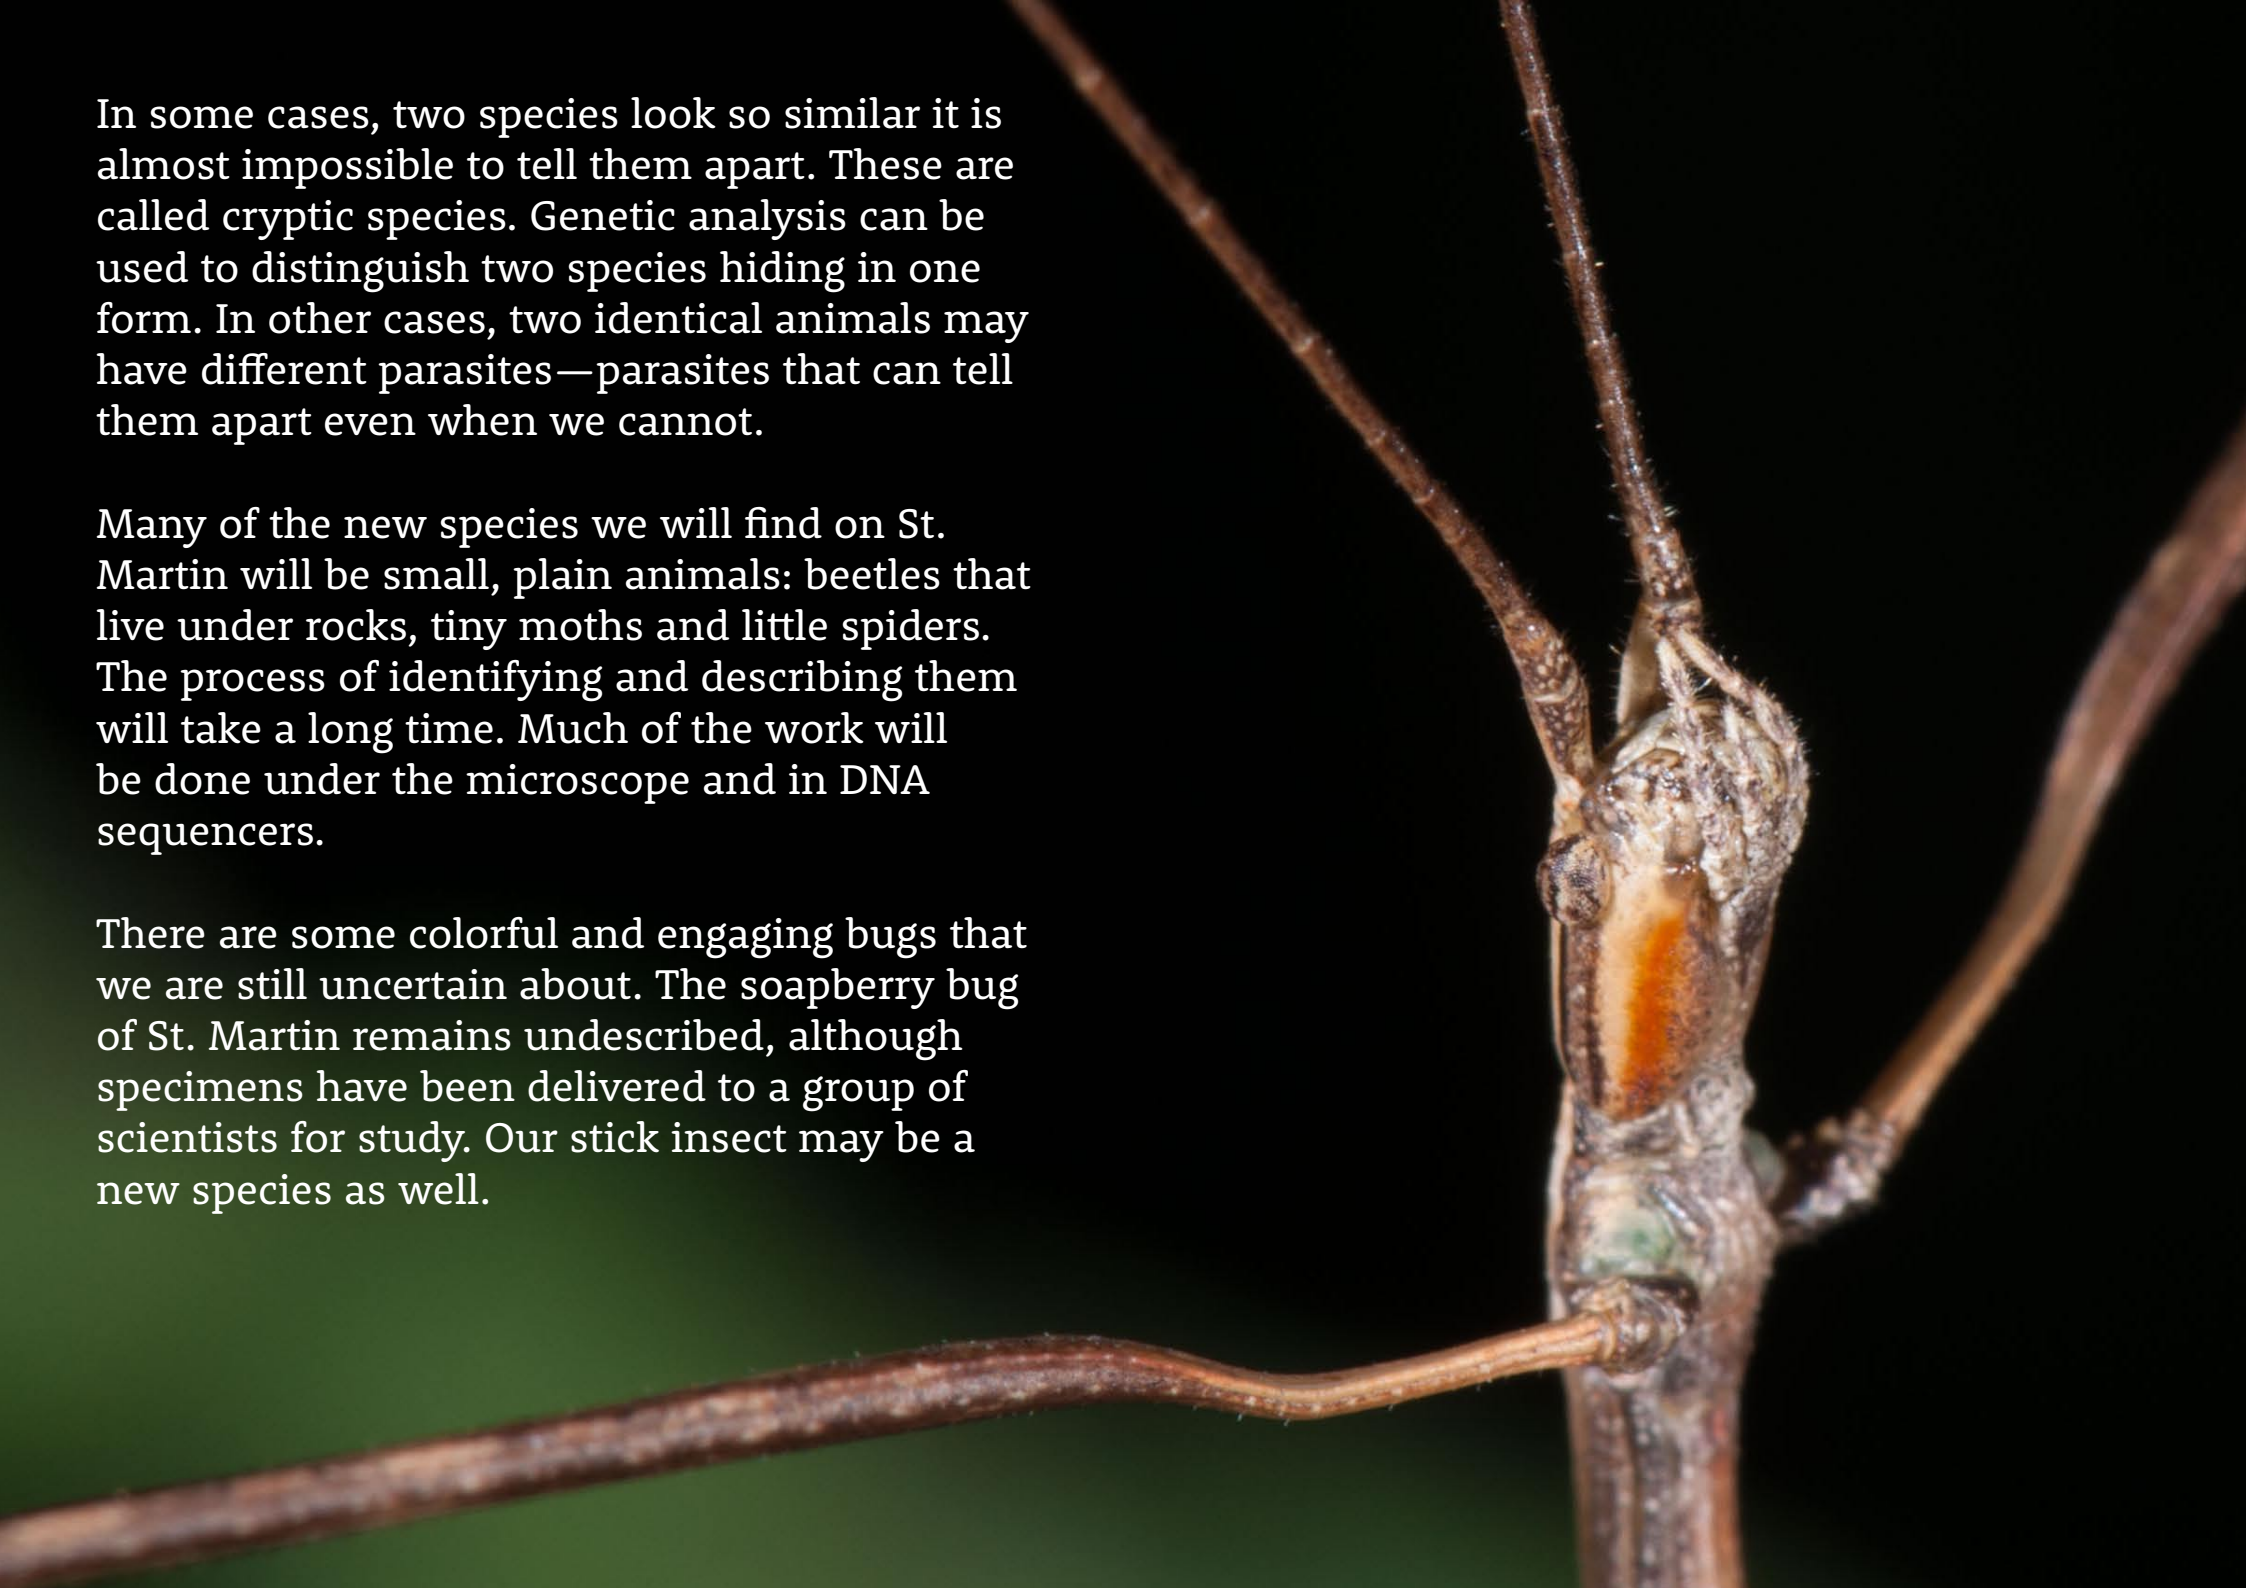 In some cases, two species look so similar it is
almost impossible to tell them apart. These are
called cryptic species. Genetic analysis can be
used to distinguish two species hiding in one
form. In other cases, two identical animals may
have different parasites—parasites that can tell
them apart even when we cannot.
Many of the new species we will find on St.
Martin will be small, plain animals: beetles that
live under rocks, tiny moths and little spiders.
The process of identifying and describing them
will take a long time. Much of the work will
be done under the microscope and in DNA
sequencers.
There are some colorful and engaging bugs that
we are still uncertain about. The soapberry bug
of St. Martin remains undescribed, although
specimens have been delivered to a group of
scientists for study. Our stick insect may be a
new species as well.